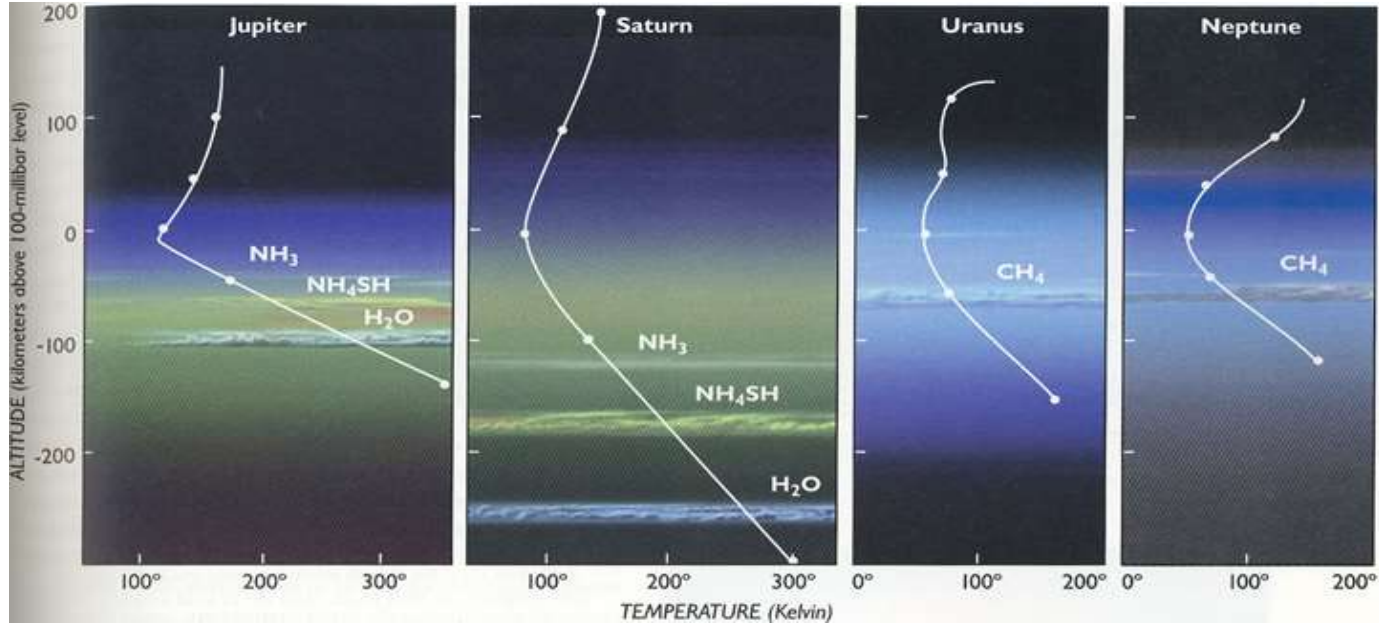 Jupiter
Saturn
Uranus
Neptune
ALTITUDE (kilometers above 100-millibar level)
200
100
0
-100
-200
NH₃
NH₄SH
H₂O
NH₃
NH₄SH
H₂O
CH₄
CH₄
100° 200° 300°
100° 200° 300°
0° 100° 200°
0° 100° 200°
TEMPERATURE (Kelvin)